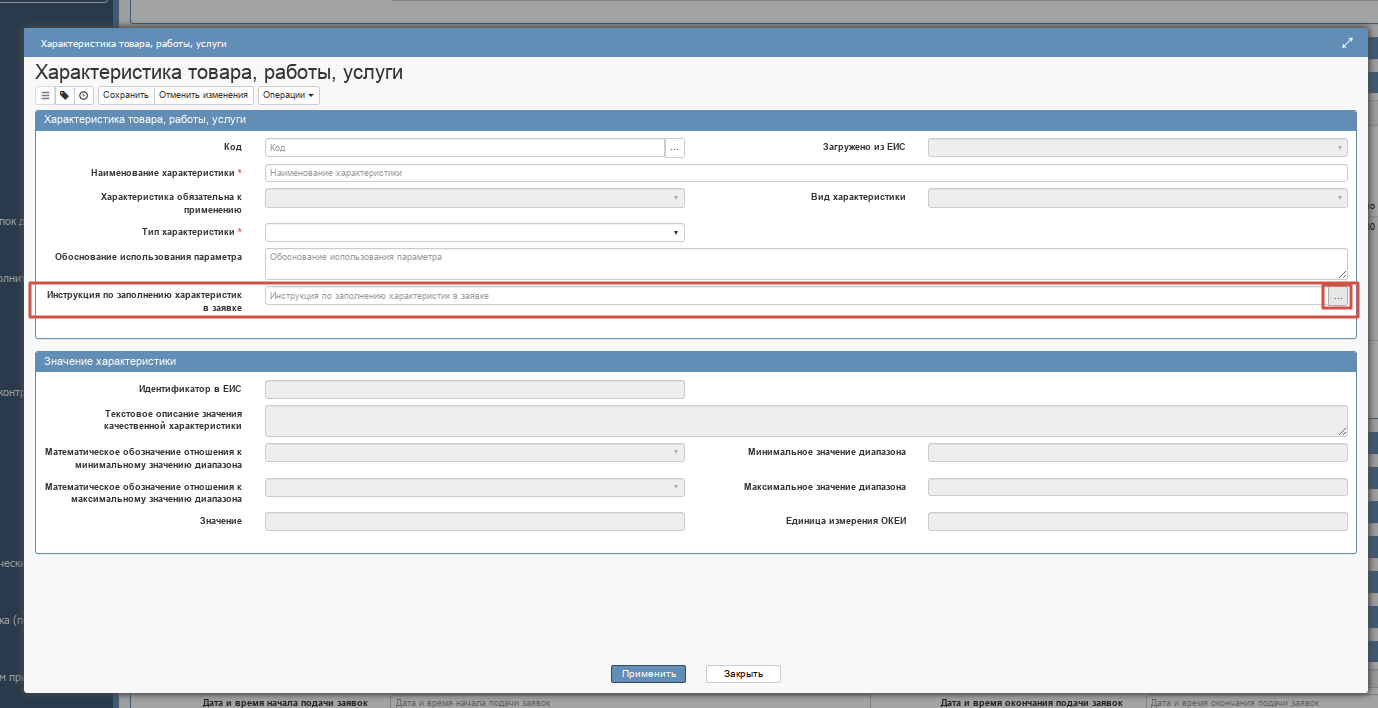 Характеристика товара, работы, услуги
Характеристика товара, работы, услуги
Сохранить Отменить изменения Операции
Характеристика товара, работы, услуги
Код Код ... Загружено из ЕИС
Наименование характеристики * Наименование характеристики
Характеристика обязательна к
применению
Вид характеристики
Тип характеристики *
Обоснование использования параметра Обоснование использования параметра
Инструкция по заполнению характеристик
в заявке
Инструкция по заполнению характеристик в заявке ...
Значение характеристики
Идентификатор в ЕИС
Текстовое описание значения
качественной характеристики
Математическое обозначение отношения к
минимальному значению диапазона
Минимальное значение диапазона
Математическое обозначение отношения к
максимальному значению диапазона
Максимальное значение диапазона
Значение Единица измерения ОКЕИ
Применить Закрыть
Дата и время начала подачи заявок Дата и время начала подачи заявок Дата и время окончания подачи заявок Дата и время окончания подачи заявок